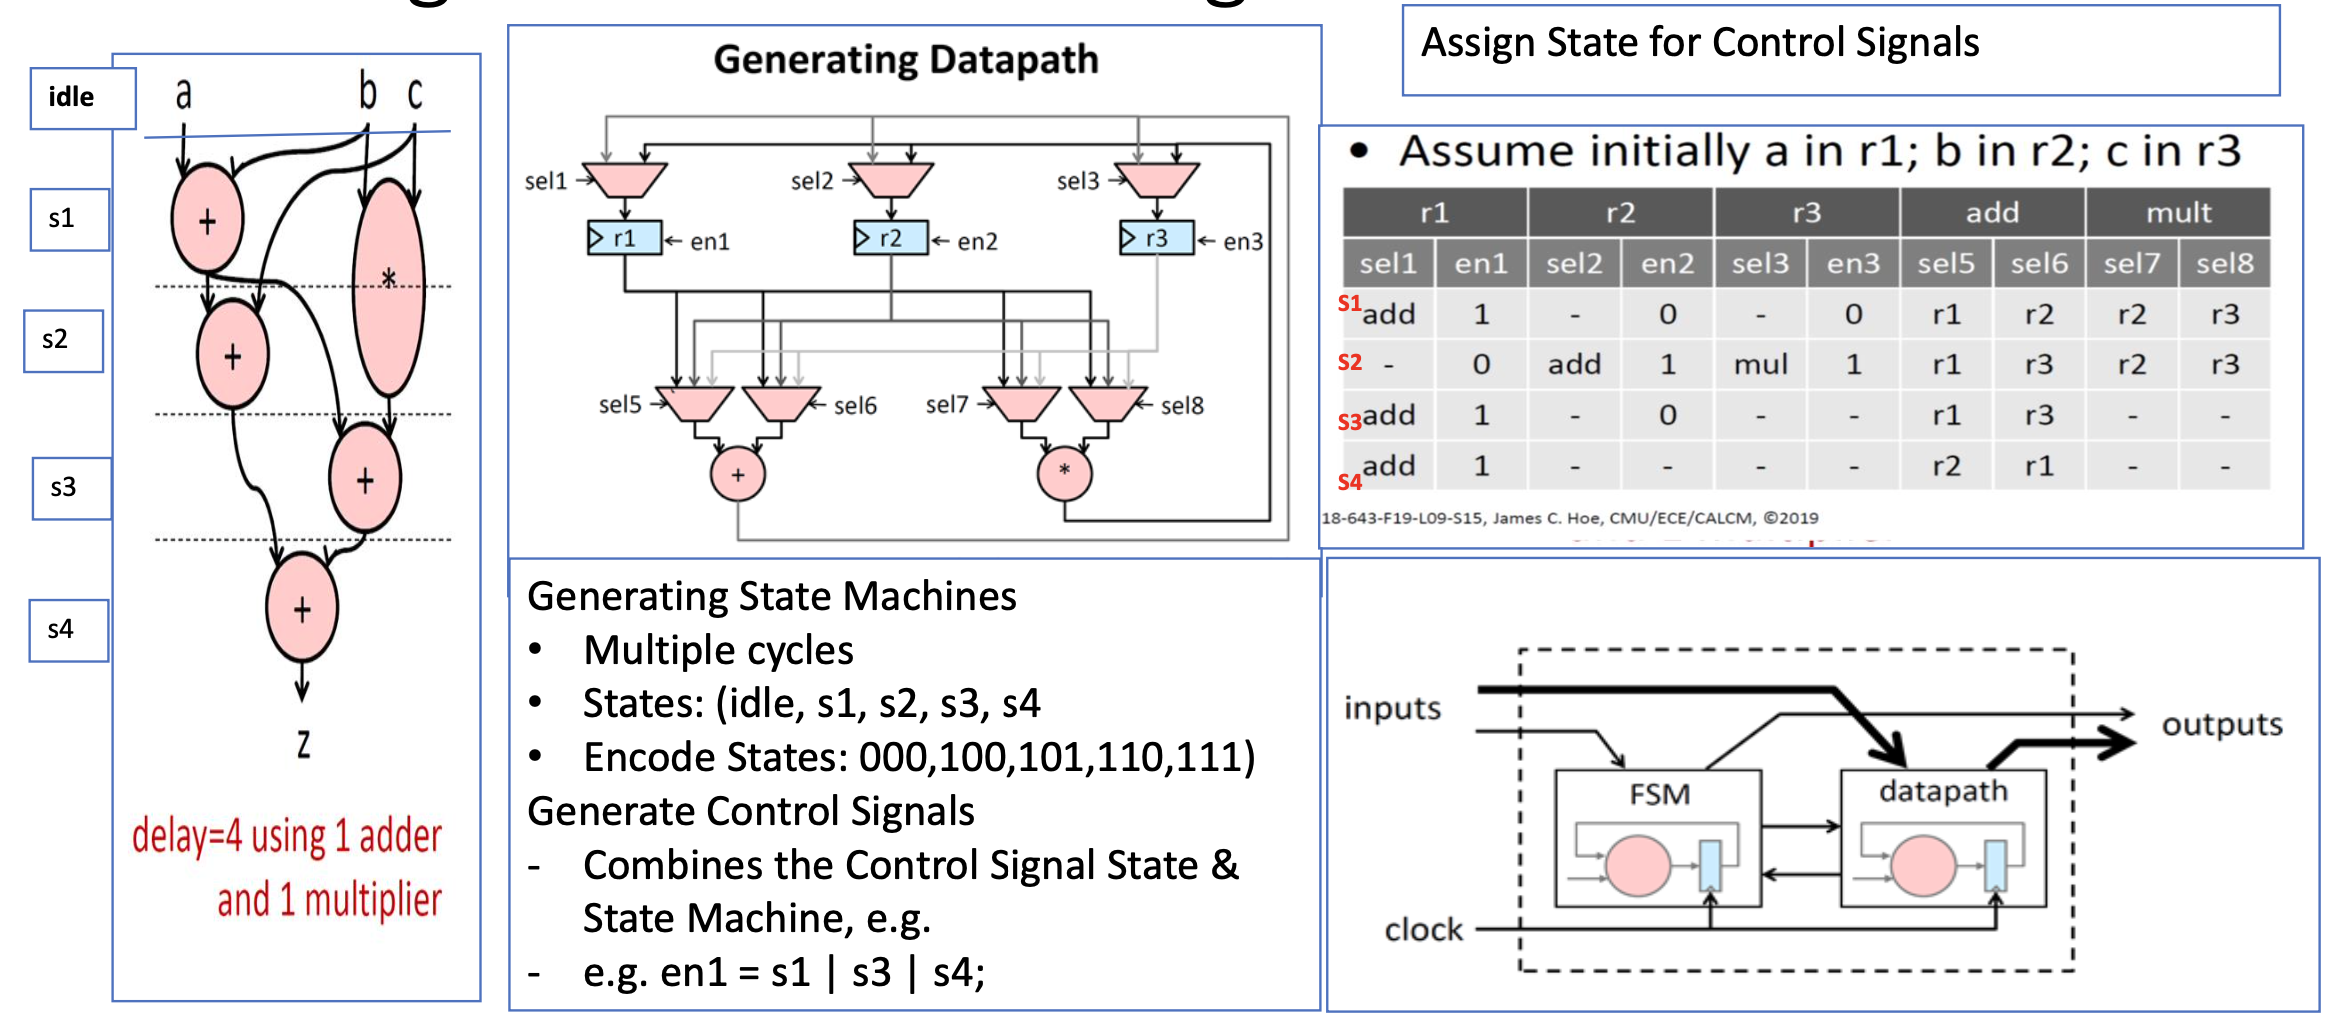 idle
a b c
s1
+
*
s2
+
s3
+
s4
+
z
delay=4 using 1 adder
and 1 multiplier
Generating Datapath
sel1 sel2 sel3
r1 en1 r2 en2 r3 en3
sel5 sel6 sel7 sel8
+ *
Generating State Machines
• Multiple cycles
• States: (idle, s1, s2, s3, s4
• Encode States: 000,100,101,110,111)
Generate Control Signals
- Combines the Control Signal State &
State Machine, e.g.
- e.g. en1 = s1 | s3 | s4;
Assign State for Control Signals
• Assume initially a in r1; b in r2; c in r3
r1 r2 r3 add mult
sel1 en1 sel2 en2 sel3 en3 sel5 sel6 sel7 sel8
S1 add 1 - 0 - 0 r1 r2 r2 r3
S2 - 0 add 1 mul 1 r1 r3 r2 r3
S3 add 1 - 0 - - r1 r3 - -
S4 add 1 - - - - r2 r1 - -
18-643-F19-L09-S15, James C. Hoe, CMU/ECE/CALCM, ©2019
inputs
outputs
FSM datapath
clock